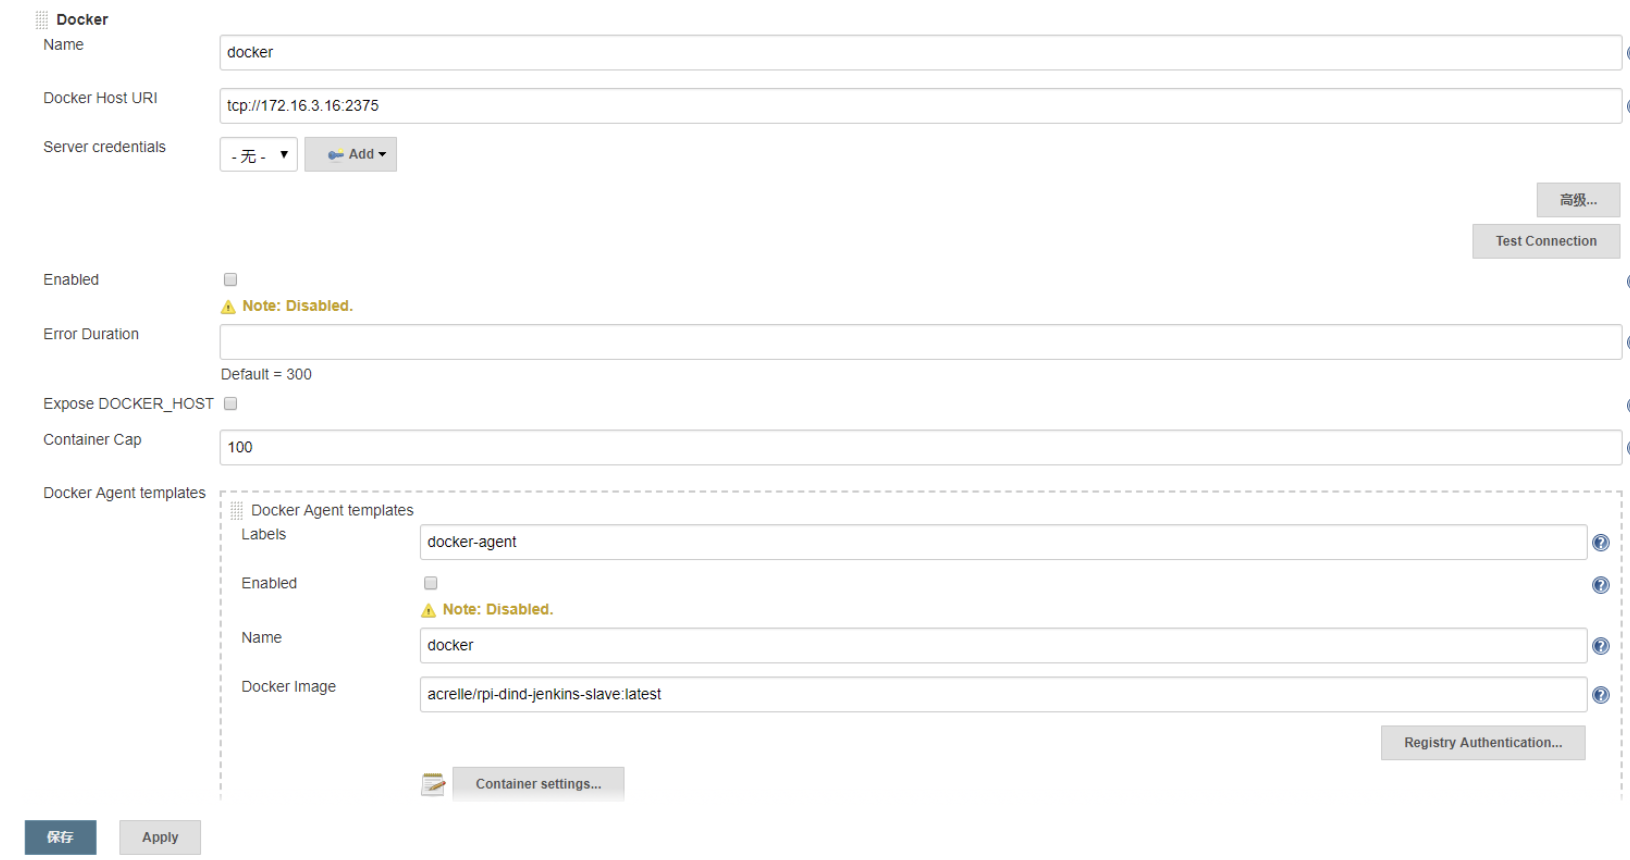 Docker
Name
docker
Docker Host URI
tcp://172.16.3.16:2375
Server credentials
- 无 -
Add
高级...
Test Connection
Enabled
Note: Disabled.
Error Duration
Default = 300
Expose DOCKER_HOST
Container Cap
100
Docker Agent templates
Docker Agent templates
Labels
docker-agent
Enabled
Note: Disabled.
Name
docker
Docker Image
acrelle/rpi-dind-jenkins-slave:latest
Registry Authentication...
Container settings...
保存
Apply